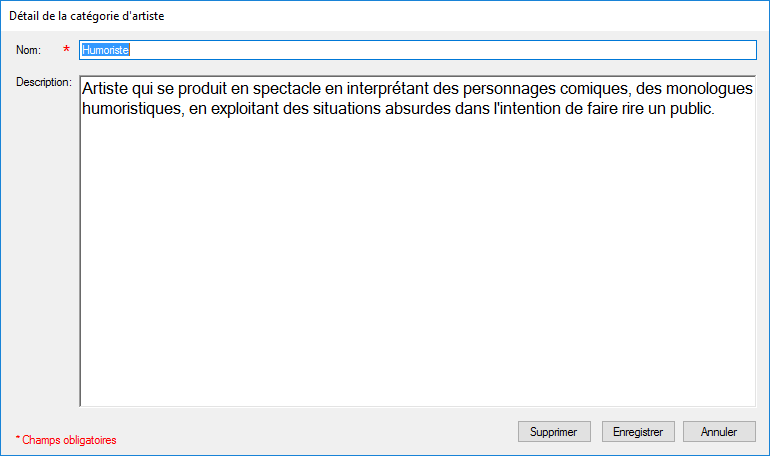 Détail de la catégorie d'artiste
Nom: * Humoriste
Description: Artiste qui se produit en spectacle en interprétant des personnages comiques, des monologues
humoristiques, en exploitant des situations absurdes dans l'intention de faire rire un public.
* Champs obligatoires
Supprimer Enregistrer Annuler